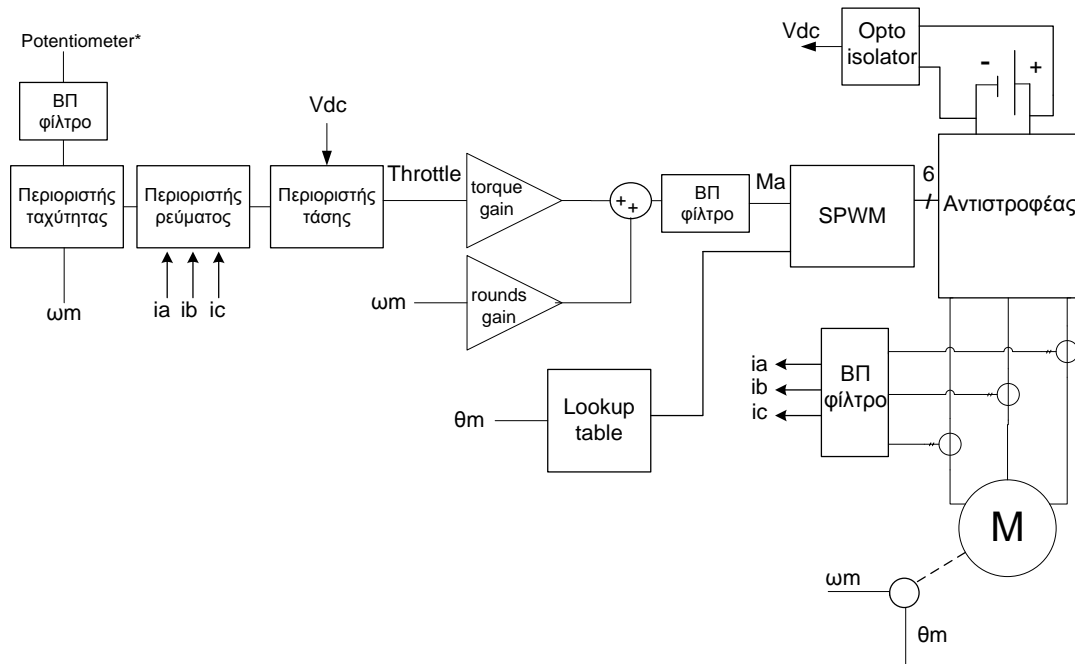 Potentiometer*
ΒΠ
φίλτρο
Περιοριστής
ταχύτητας
ωm
Περιοριστής
ρεύματος
ia
ib
ic
Vdc
Περιοριστής
τάσης
Throttle
torque
gain
ωm
rounds
gain
++
ΒΠ
φίλτρο
Ma
θm
Lookup
table
SPWM
6
Αντιστροφέας
Vdc
Opto
isolator
-
+
ia
ib
ic
ΒΠ
φίλτρο
M
ωm
θm